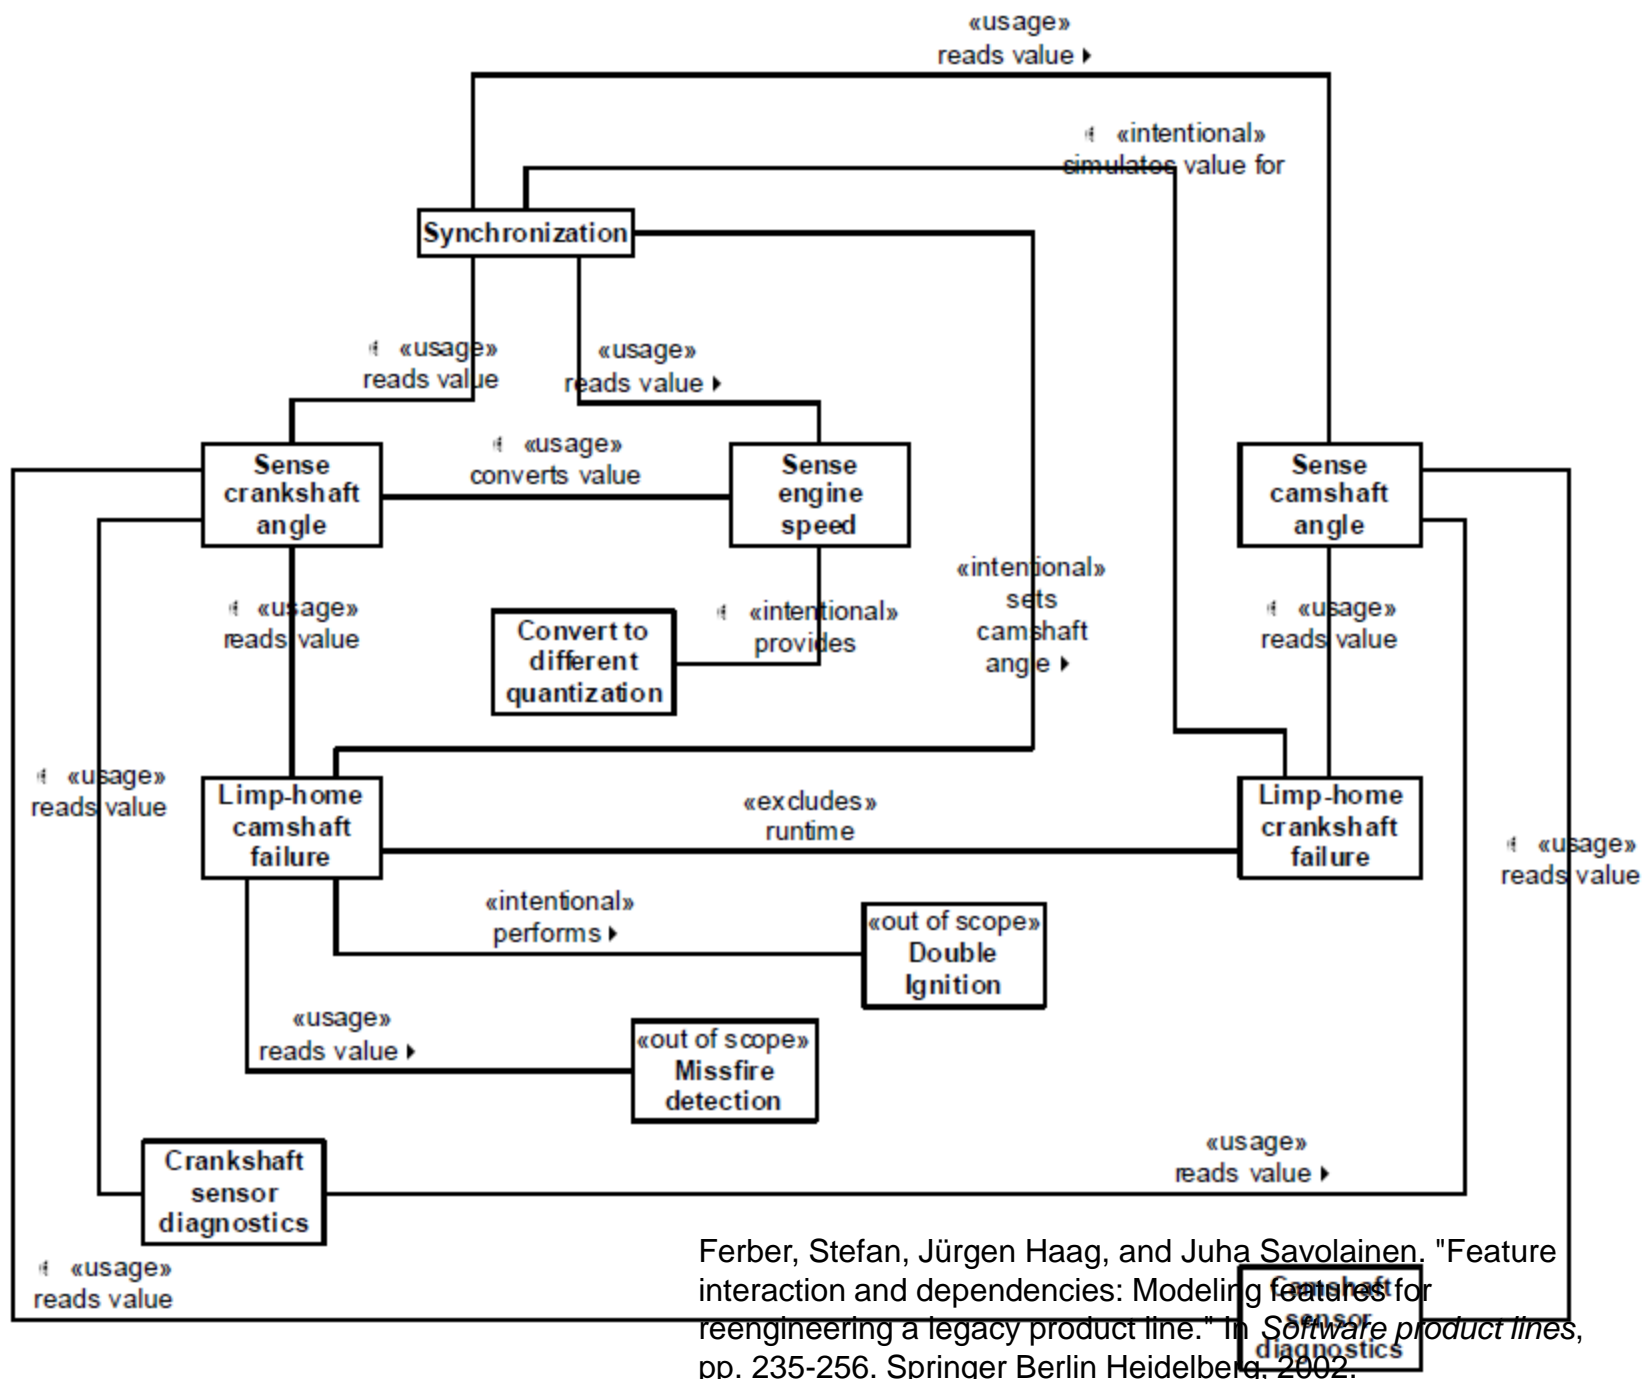 «usage»
reads value
«intentional»
simulates value for
Synchronization
«usage»
reads value
«usage»
reads value
«usage»
converts value
Sense
crankshaft
angle
Sense
engine
speed
Sense
camshaft
angle
«usage»
reads value
Convert to
different
quantization
«intentional»
provides
«intentional»
sets
camshaft
angle
«usage»
reads value
«usage»
reads value
Limp-home
camshaft
failure
«excludes»
runtime
Limp-home
crankshaft
failure
«usage»
reads value
«intentional»
performs
«out of scope»
Double
Ignition
«usage»
reads value
«out of scope»
Missfire
detection
Crankshaft
sensor
diagnostics
«usage»
reads value
«usage»
reads value
Camshaft
sensor
diagnostics
Ferber, Stefan, Jürgen Haag, and Juha Savolainen. "Feature
interaction and dependencies: Modeling features for
reengineering a legacy product line." In Software product lines,
pp. 235-256. Springer Berlin Heidelberg, 2002.